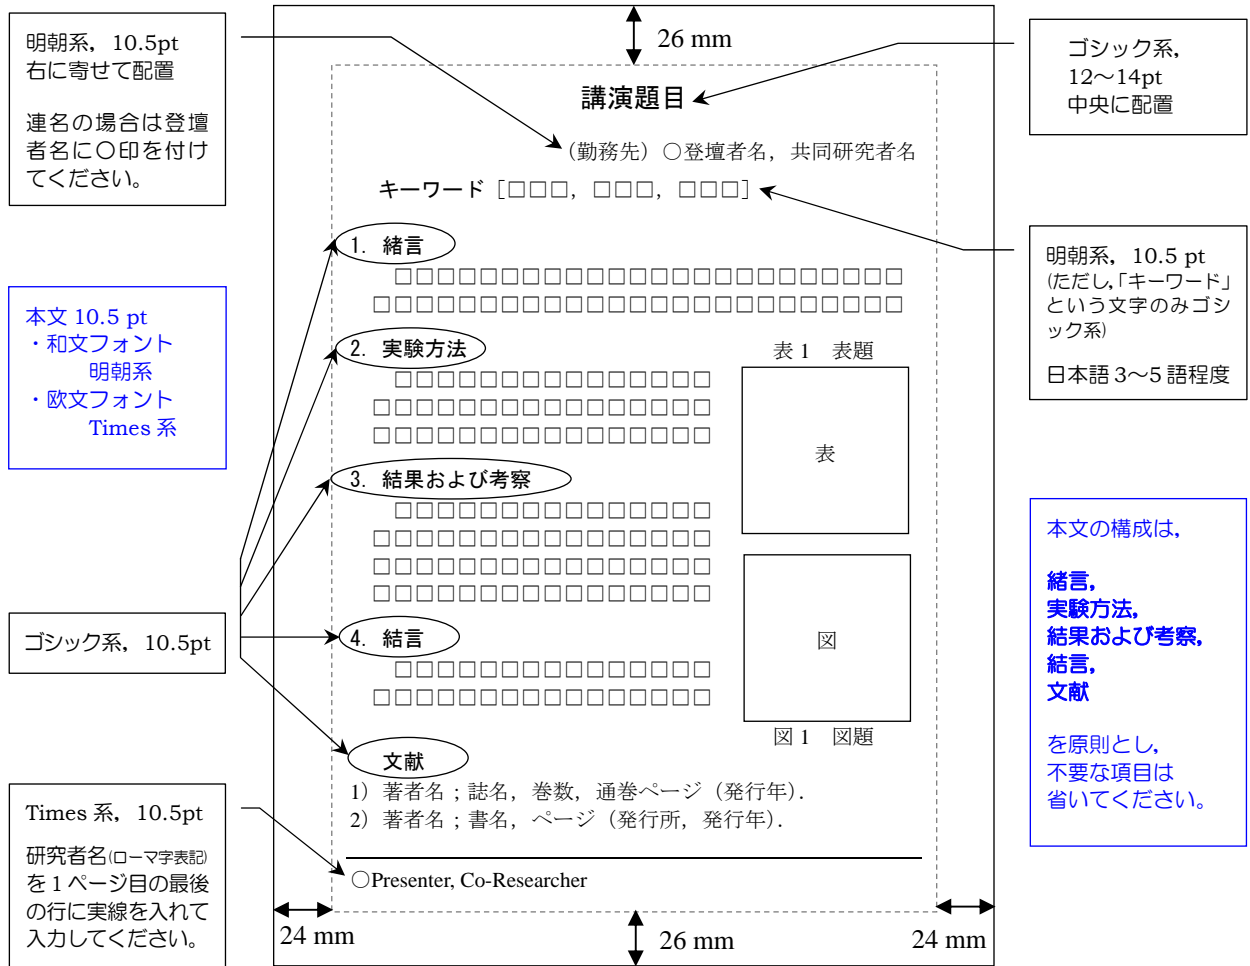 明朝系，10.5pt
右に寄せて配置
連名の場合は登壇
者名に〇印を付け
てください。
26 mm
ゴシック系，
12～14pt
中央に配置
講演題目
（勤務先）○登壇者名，共同研究者名
キーワード［□□□，□□□，□□□］
明朝系，10.5 pt
(ただし,「キーワード」
という文字のみゴシ
ック系)
日本語 3～5 語程度
本文 10.5 pt
・和文フォント
明朝系
・欧文フォント
Times 系
1. 緒言
□□□□□□□□□□□□□□□□□□□□□□□□
□□□□□□□□□□□□□□□□□□□□□□□□□
2. 実験方法
□□□□□□□□□□□□□□□
□□□□□□□□□□□□□□□□
□□□□□□□□□□□□□□□□
表 1　表題
表
3. 結果および考察
□□□□□□□□□□□□□□□
□□□□□□□□□□□□□□□□
□□□□□□□□□□□□□□□□
□□□□□□□□□□□□□□□□
図
図 1　図題
ゴシック系，10.5pt
4. 結言
□□□□□□□□□□□□□□□
□□□□□□□□□□□□□□□□
本文の構成は，
緒言，
実験方法，
結果および考察，
結言，
文献
を原則とし，
不要な項目は
省いてください。
文献
1）著者名；誌名，巻数，通巻ページ（発行年）．
2）著者名；書名，ページ（発行所，発行年）．
Times 系，10.5pt
研究者名(ローマ字表記)
を 1 ページ目の最後
の行に実線を入れて
入力してください。
○Presenter, Co-Researcher
24 mm
26 mm
24 mm